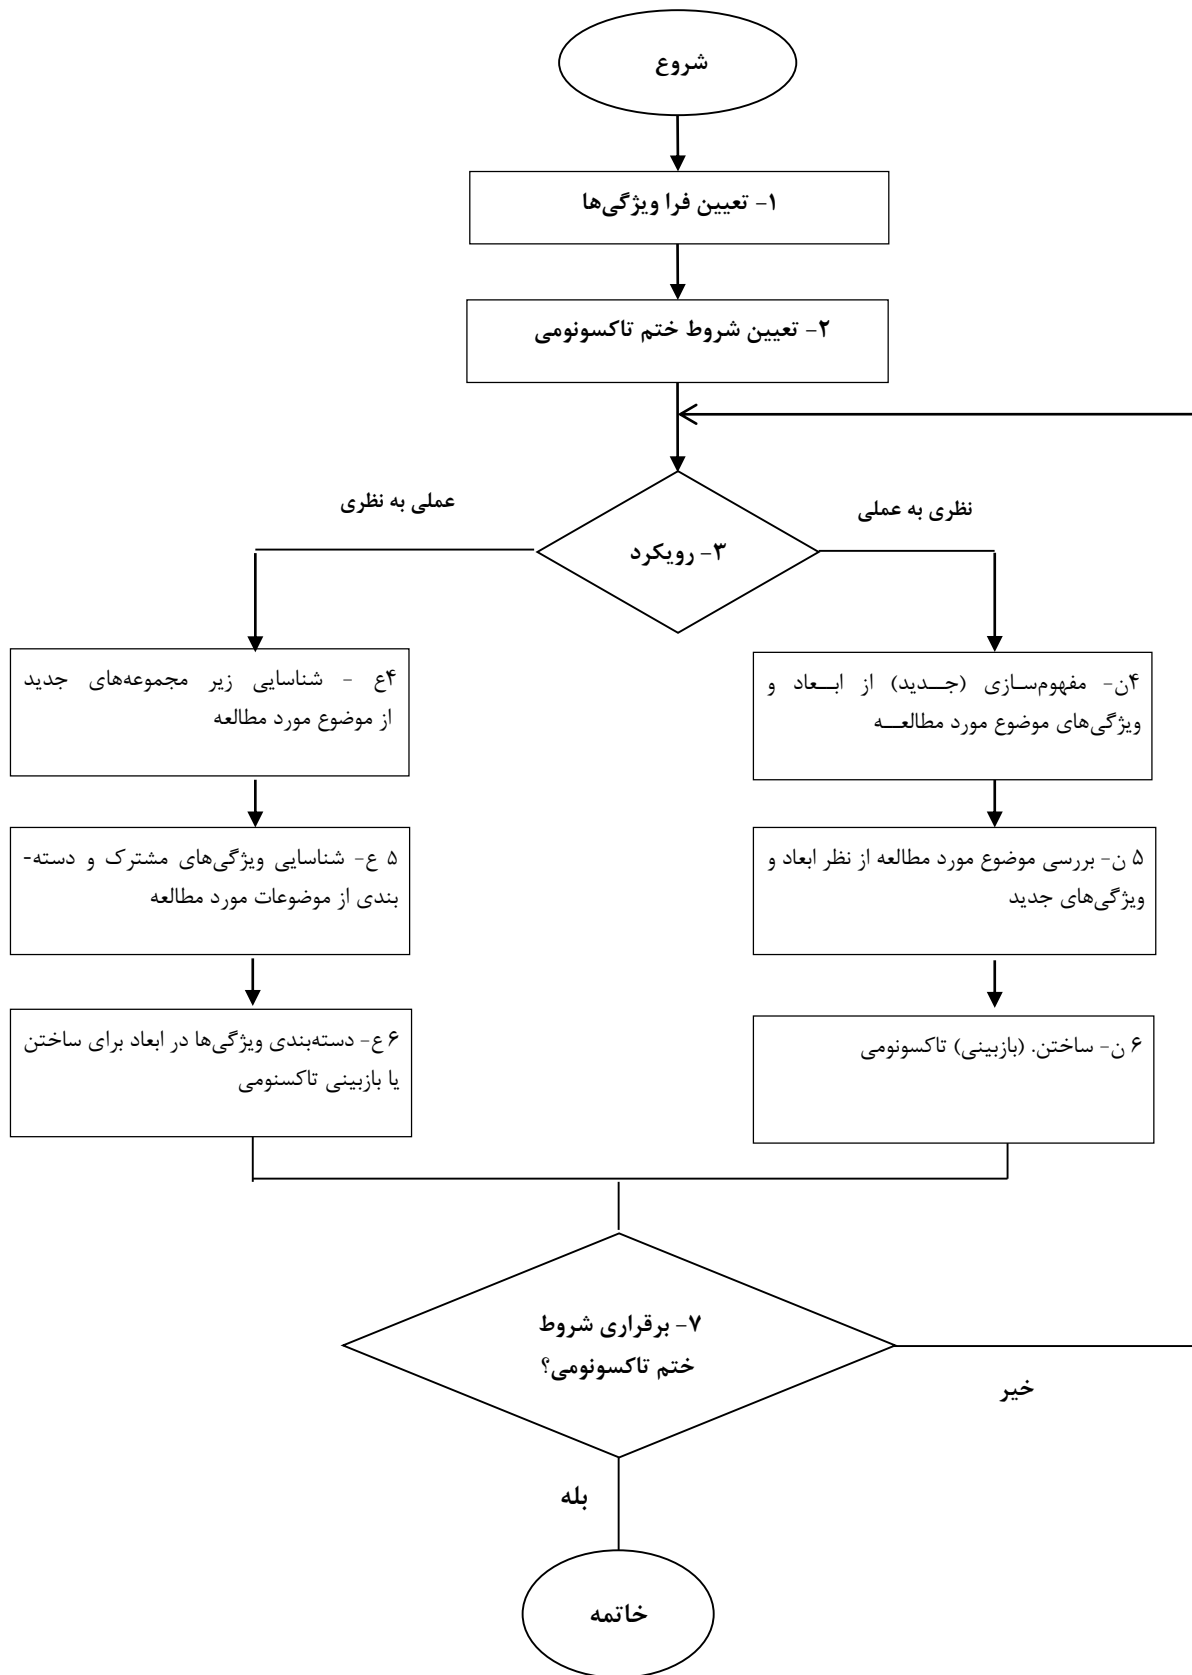 شروع
۱- تعیین فرا ویژگی‌ها
۲- تعیین شروط ختم تاکسونومی
نظری به عملی
عملی به نظری
۳- رویکرد
۴ن- مفهوم‌سازی (جدید) از ابعاد و
ویژگی‌های موضوع مورد مطالعه
۴ع - شناسایی زیر مجموعه‌های جدید
از موضوع مورد مطالعه
۵ ن- بررسی موضوع مورد مطالعه از نظر ابعاد و
ویژگی‌های جدید
۵ ع- شناسایی ویژگی‌های مشترک و دسته-
بندی از موضوعات مورد مطالعه
۶ ن- ساختن. (بازبینی) تاکسونومی
۶ ع- دسته‌بندی ویژگی‌ها در ابعاد برای ساختن
یا بازبینی تاکسنومی
۷- برقراری شروط
ختم تاکسونومی؟
خیر
بله
خاتمه